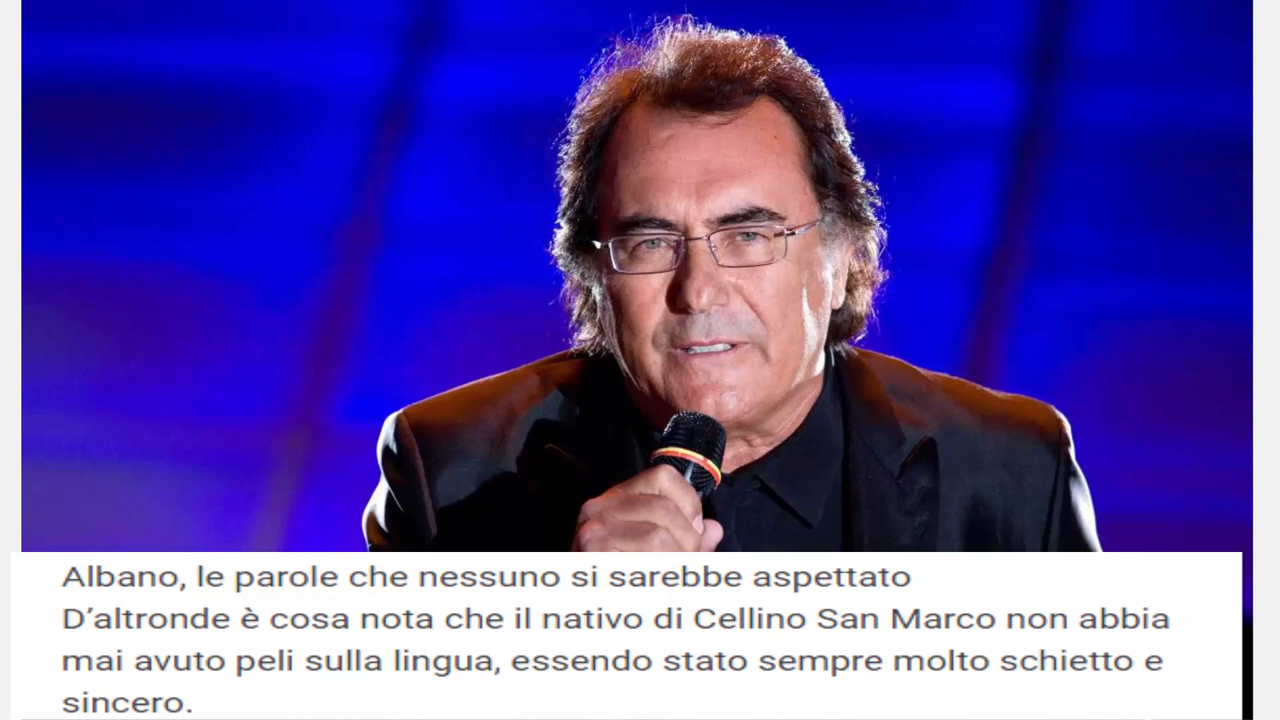 Albano, le parole che nessuno si sarebbe aspettato
D’altronde è cosa nota che il nativo di Cellino San Marco non abbia
mai avuto peli sulla lingua, essendo stato sempre molto schietto e
sincero.